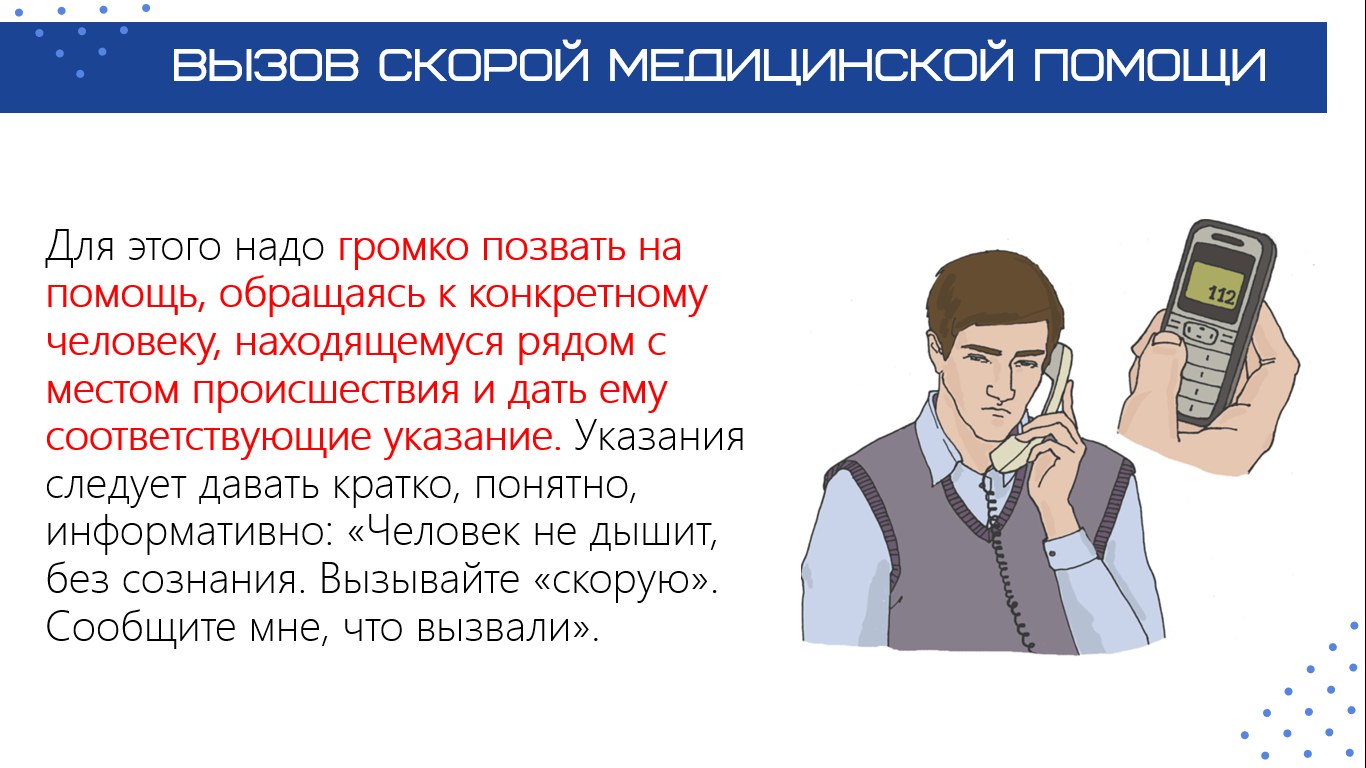 ВЫЗОВ СКОРОЙ МЕДИЦИНСКОЙ ПОМОЩИ
Для этого надо громко позвать на
помощь, обращаясь к конкретному
человеку, находящемуся рядом с
местом происшествия и дать ему
соответствующие указание. Указания
следует давать кратко, понятно,
информативно: «Человек не дышит,
без сознания. Вызывайте «скорую».
Сообщите мне, что вызвали».
112